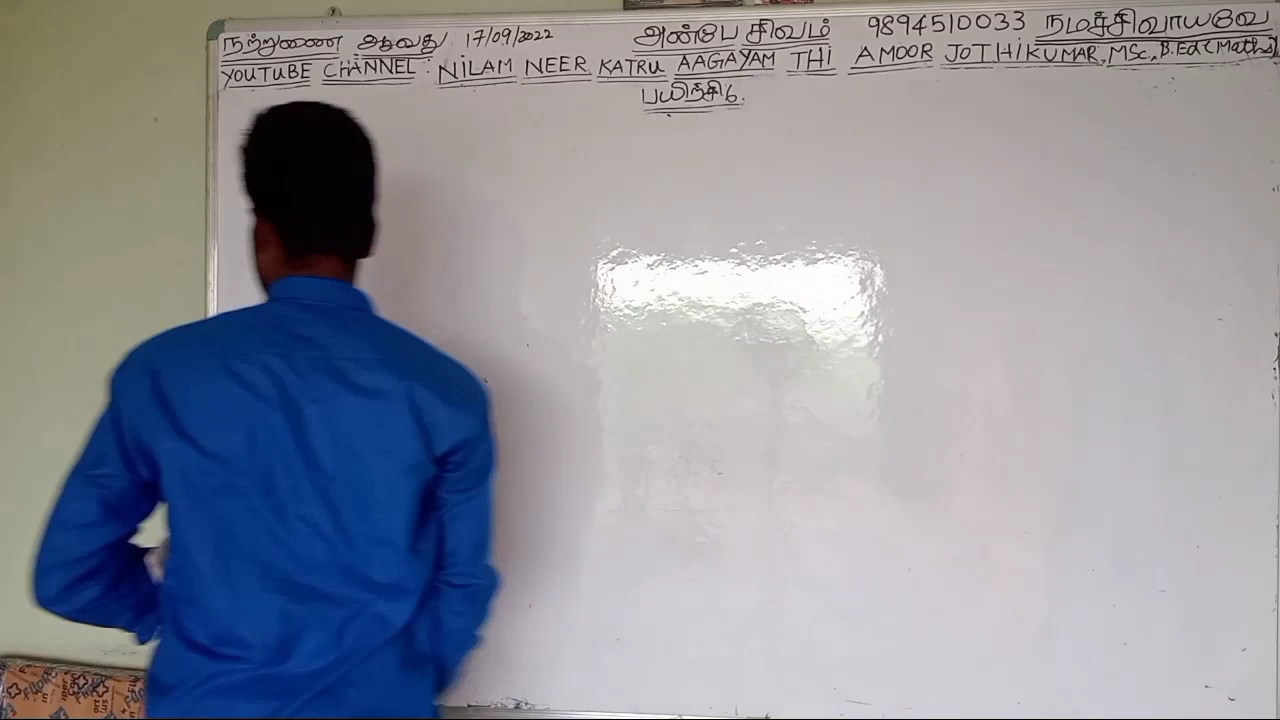 நற்றுணை ஆவது 17/09/2022 அன்பே சிவம் 9894510033 நமச்சிவாயவே
YOUTUBE CHANNEL: NILAM NEER KATRU AAGAYAM THI AMOOR JOTHIKUMAR, MSc., B.Ed (Maths)
பயிற்சி 6.